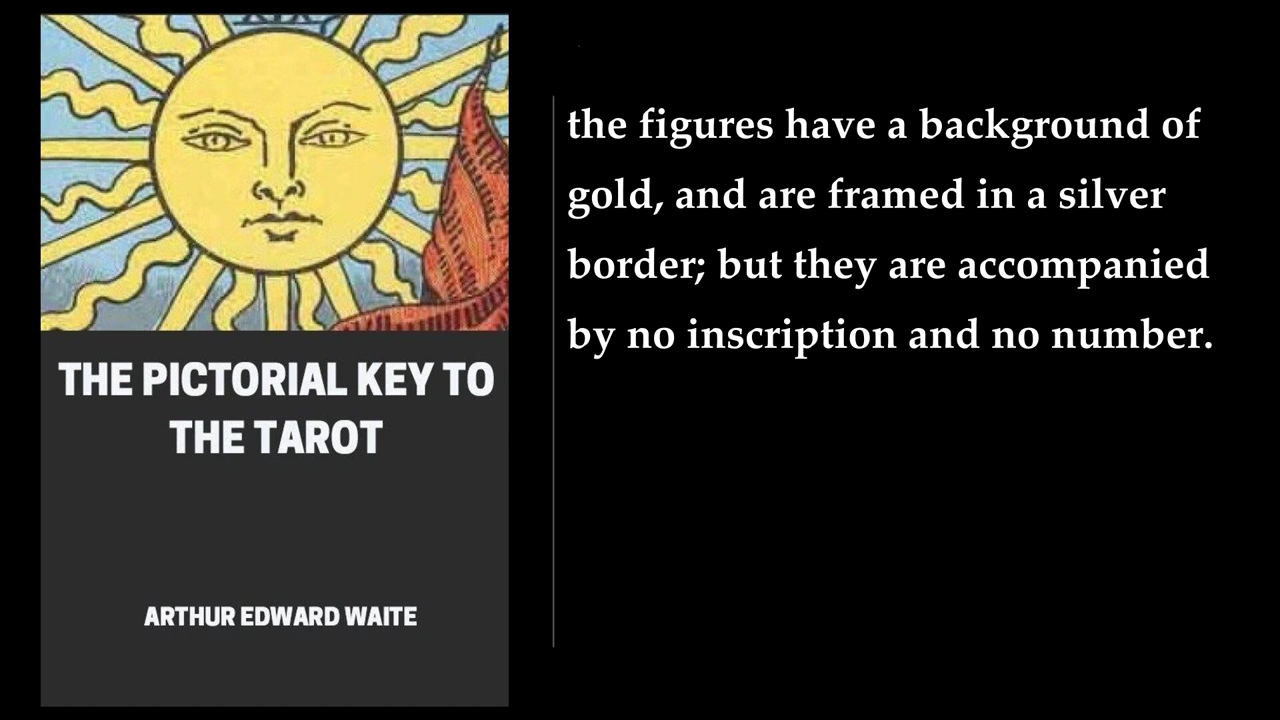 XIX
THE PICTORIAL KEY TO
THE TAROT
ARTHUR EDWARD WAITE
the figures have a background of
gold, and are framed in a silver
border; but they are accompanied
by no inscription and no number.